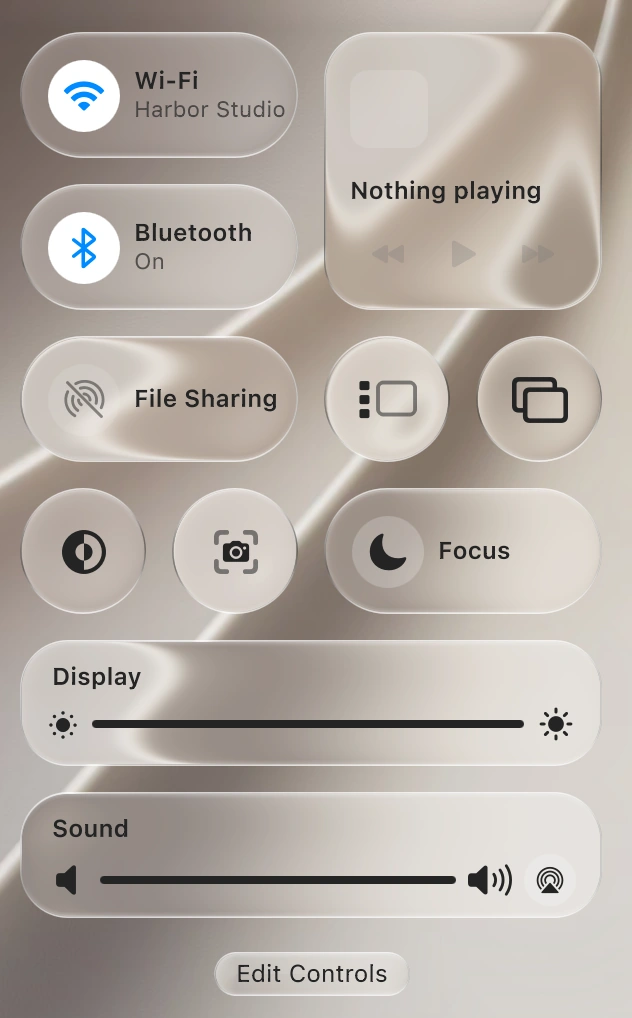 Wi-Fi
Harbor Studio
Nothing playing
Bluetooth
On
File Sharing
Focus
Display
Sound
Edit Controls